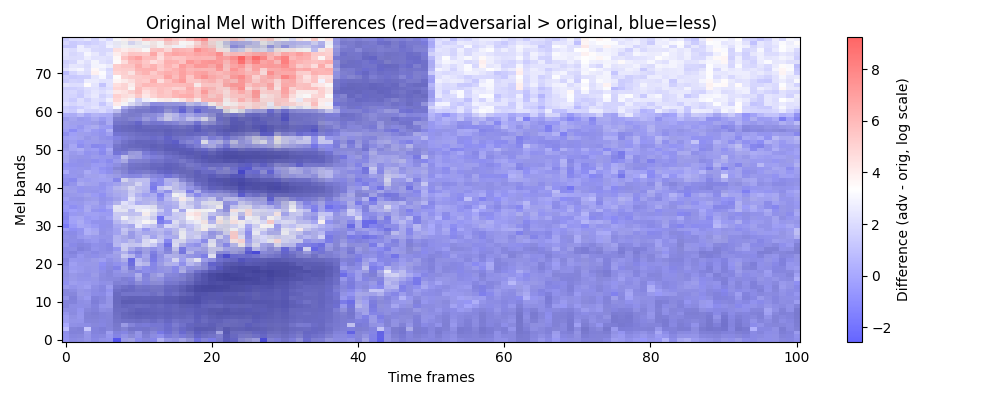 Original Mel with Differences (red=adversarial > original, blue=less)
Mel bands
70
60
50
40
30
20
10
0
0 20 40 60 80 100
Time frames
8
6
4
2
0
−2
Difference (adv - orig, log scale)